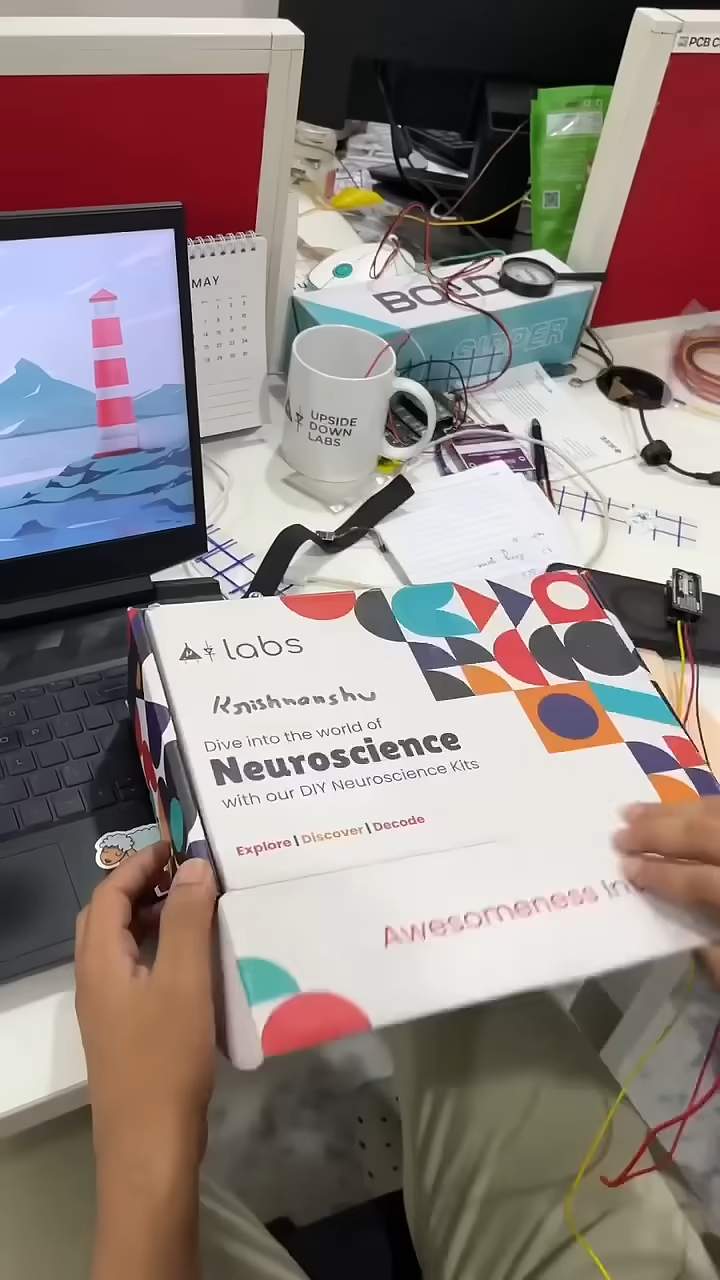 PCB C
MAY
BOLD
SIPPER
UPSIDE
DOWN
LABS
labs
Krishnanshu
Dive into the world of
Neuroscience
with our DIY Neuroscience Kits
Explore | Discover | Decode
Awesomeness In